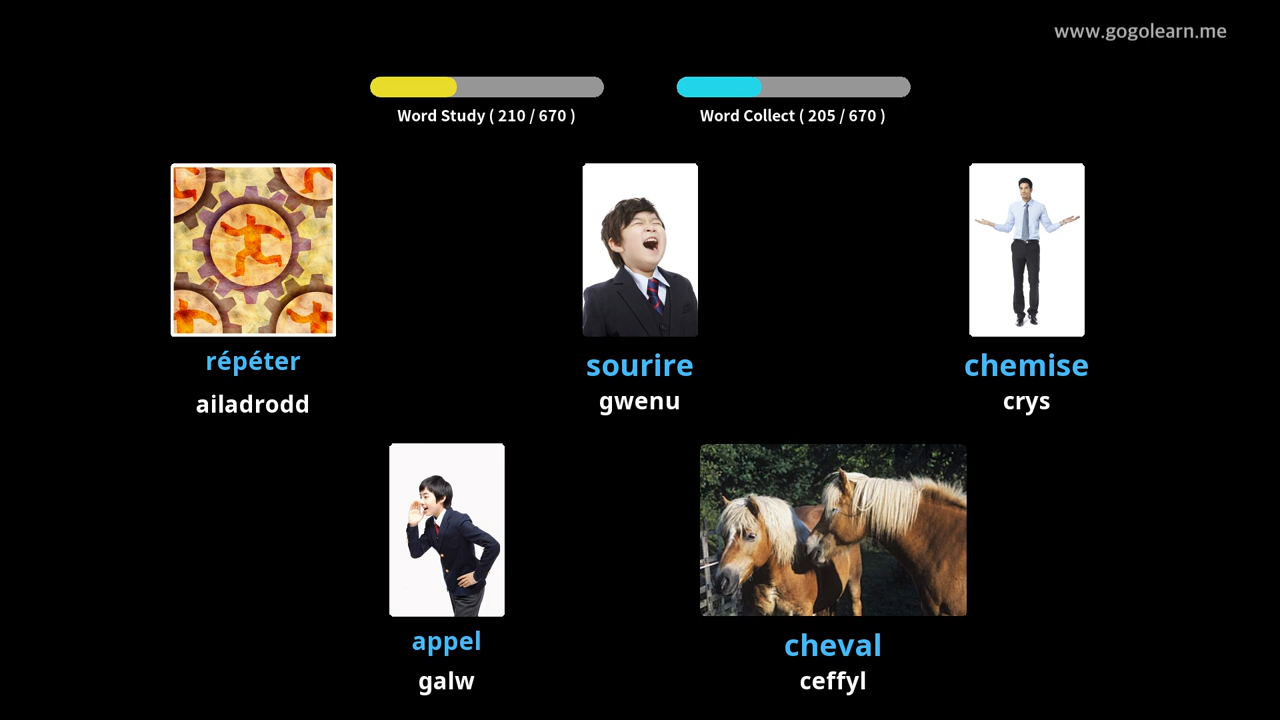 www.gogolearn.me
Word Study ( 210 / 670 )
Word Collect ( 205 / 670 )
répéter
ailadrodd
sourire
gwenu
chemise
crys
appel
galw
cheval
ceffyl